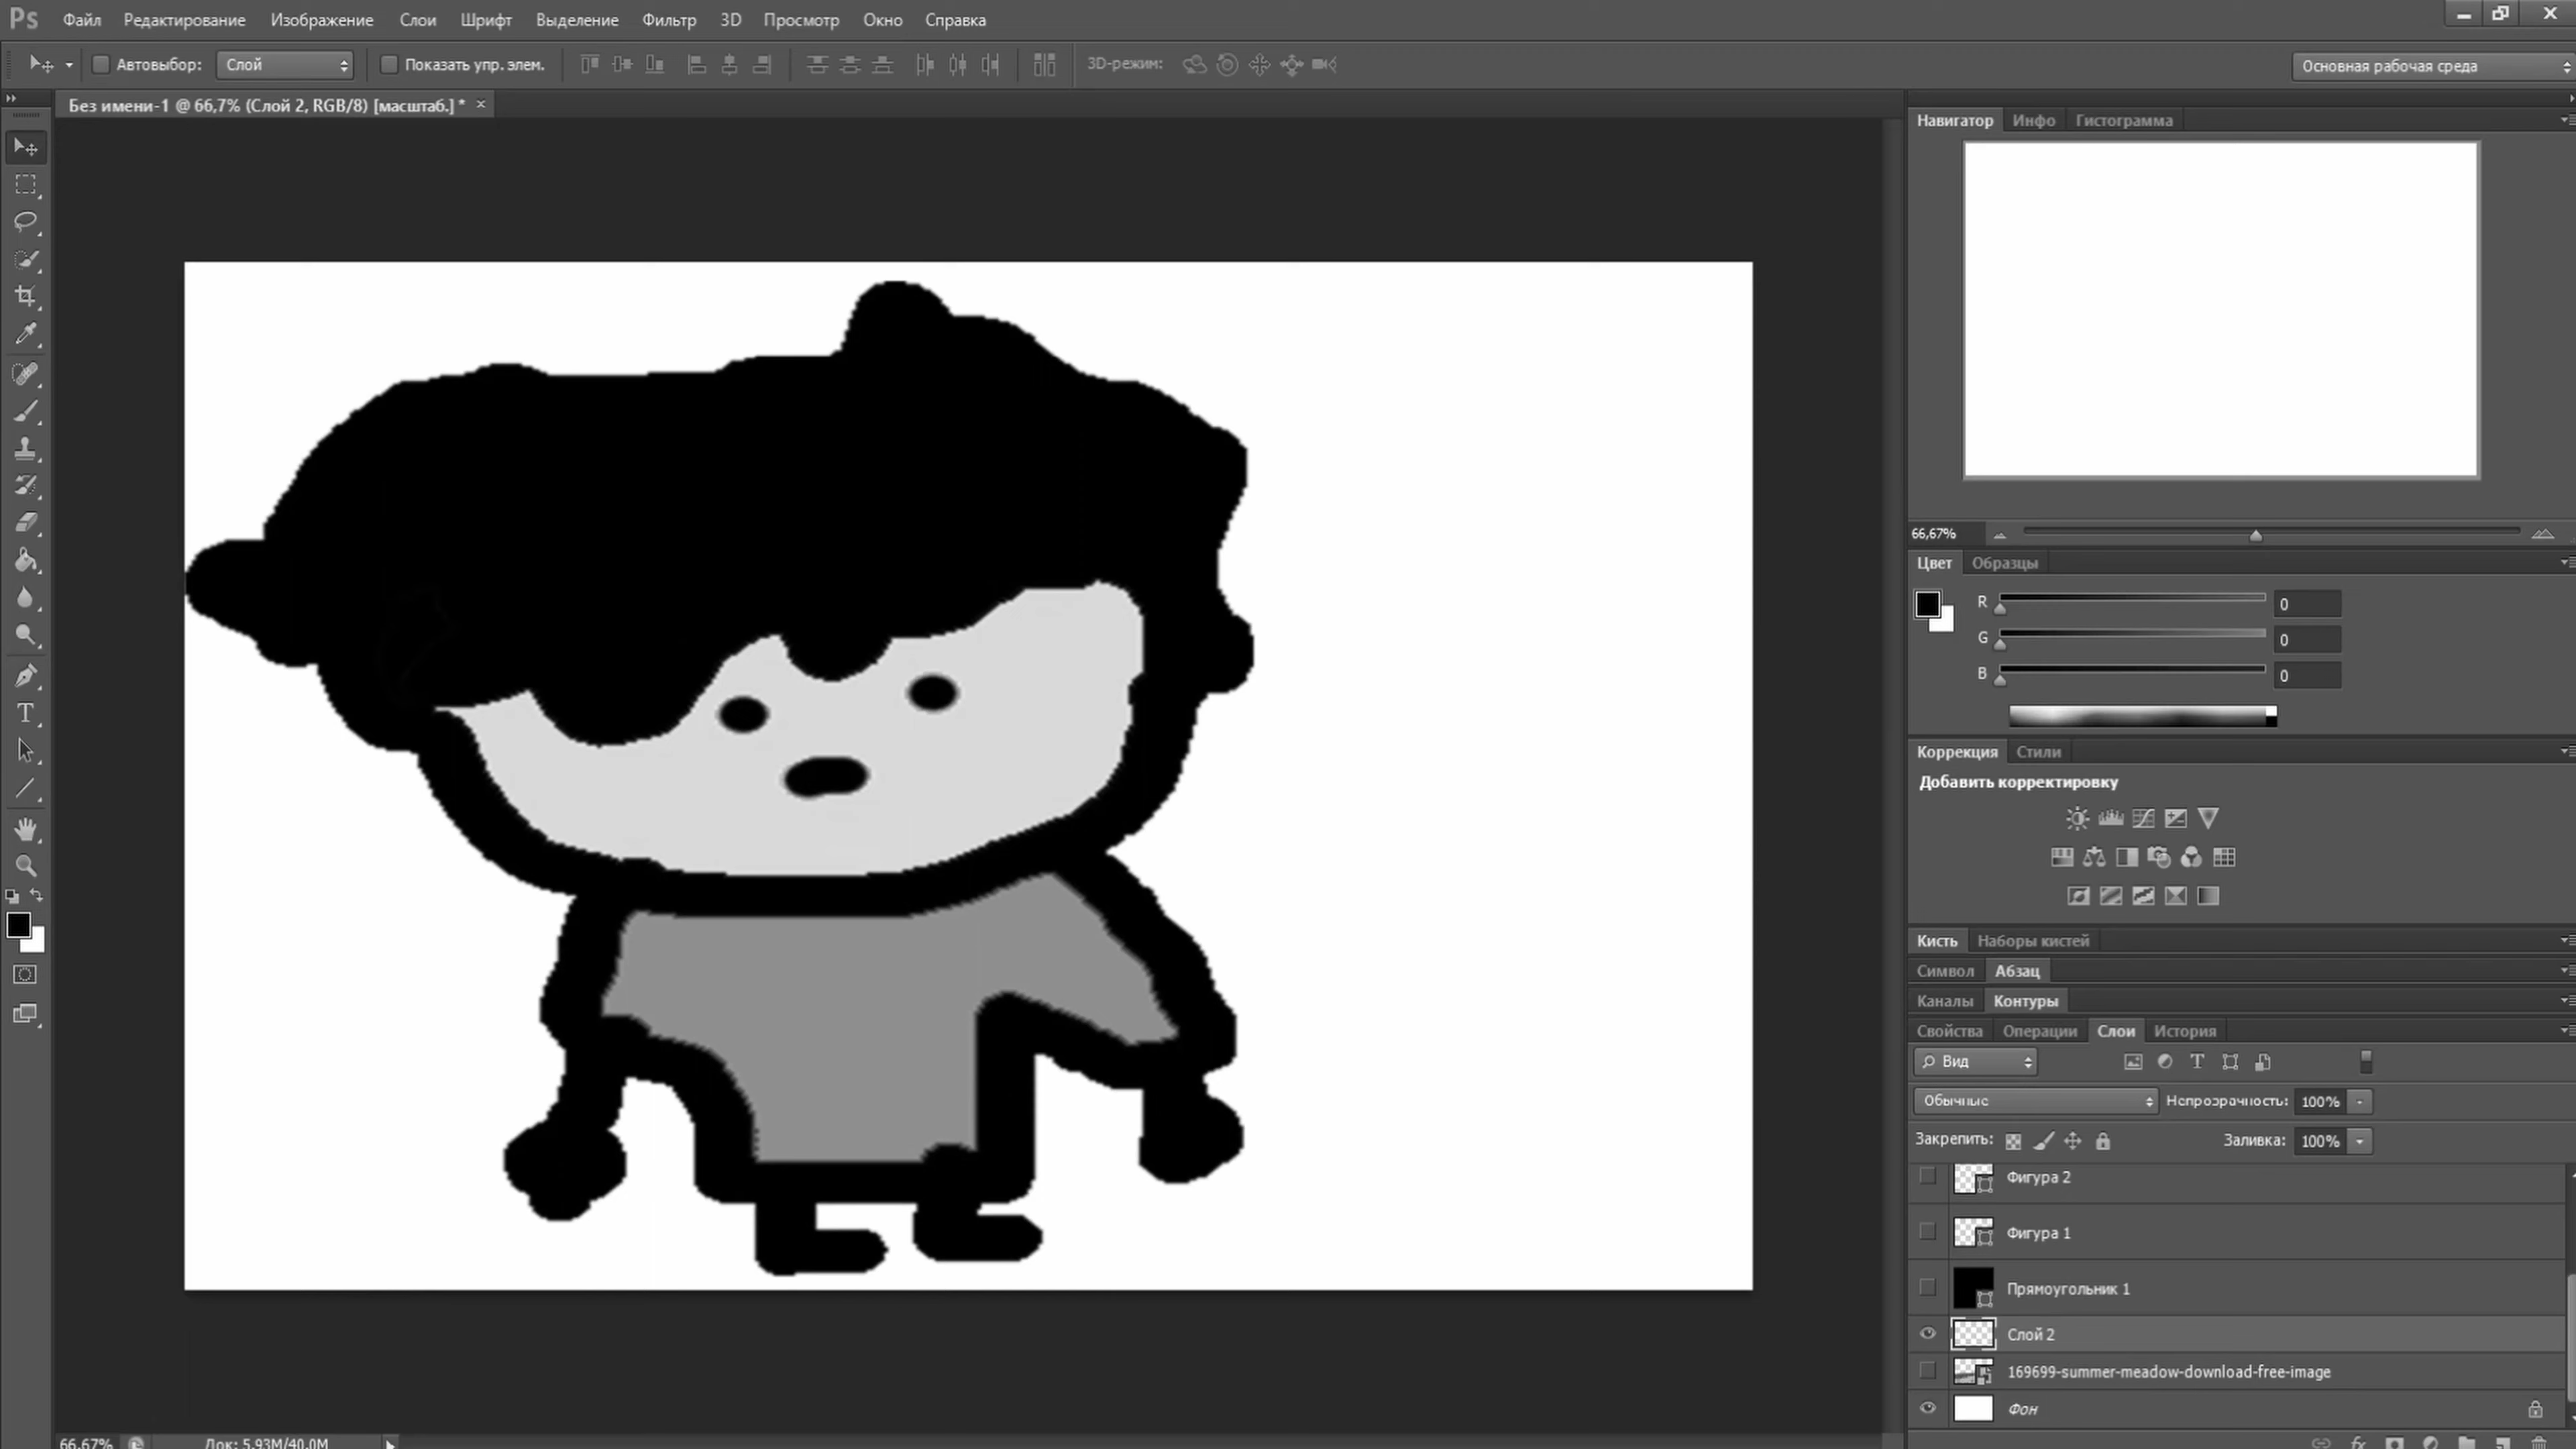 Ps Файл Редактирование Изображение Слои Шрифт Выделение Фильтр 3D Просмотр Окно Справка
Автовыбор: Слой Показать упр. элем. 3D-режим: Основная рабочая среда
Без имени-1 @ 66,7% (Слой 2, RGB/8) [масштаб.] * ×
Навигатор Инфо Гистограмма
66,67%
Цвет Образцы
R 0
G 0
B 0
Коррекция Стили
Добавить корректировку
Кисть Наборы кистей
Символ Абзац
Каналы Контуры
Свойства Операции Слои История
Вид
Обычные Непрозрачность: 100%
Закрепить: Заливка: 100%
Фигура 2
Фигура 1
Прямоугольник 1
Слой 2
169699-summer-meadow-download-free-image
Фон
66,67% Док: 5,93M/40,0M